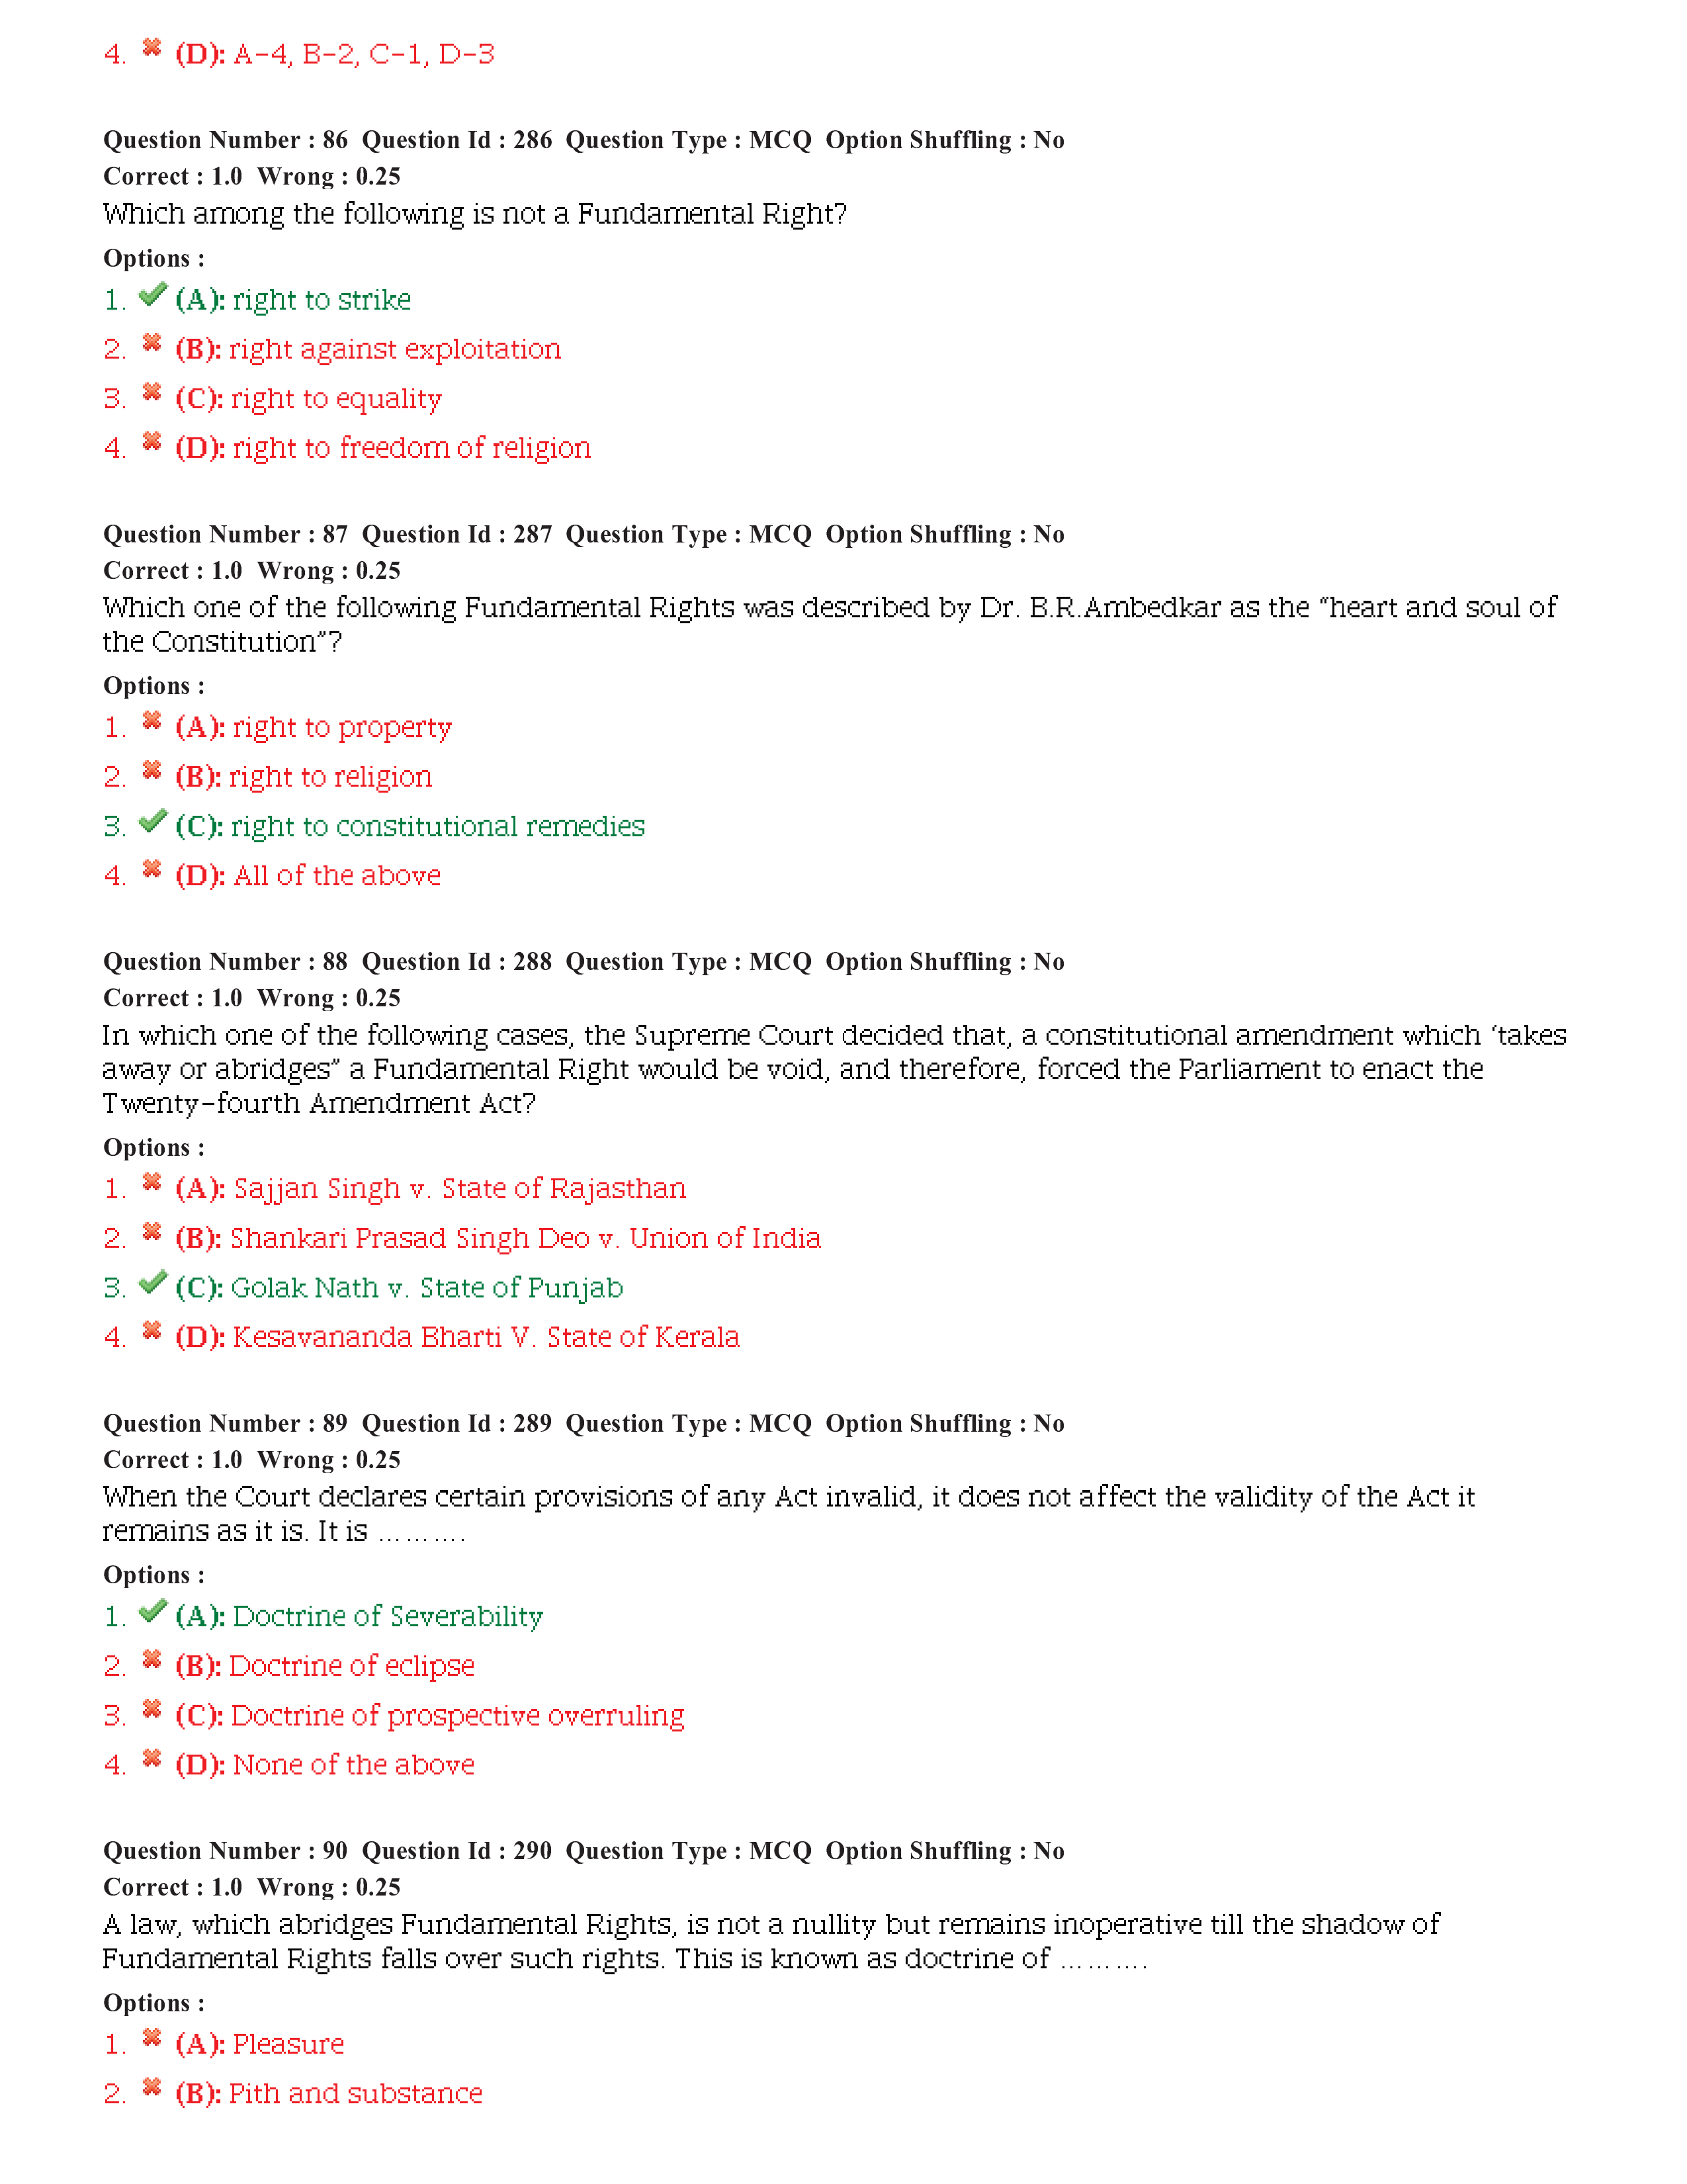 4. (D): A-4, B-2, C-1, D-3
Question Number : 86 Question Id : 286 Question Type : MCQ Option Shuffling : No
Correct : 1.0 Wrong : 0.25
Which among the following is not a Fundamental Right?
Options :
1. (A): right to strike
2. (B): right against exploitation
3. (C): right to equality
4. (D): right to freedom of religion
Question Number : 87 Question Id : 287 Question Type : MCQ Option Shuffling : No
Correct : 1.0 Wrong : 0.25
Which one of the following Fundamental Rights was described by Dr. B.R.Ambedkar as the “heart and soul of
the Constitution”?
Options :
1. (A): right to property
2. (B): right to religion
3. (C): right to constitutional remedies
4. (D): All of the above
Question Number : 88 Question Id : 288 Question Type : MCQ Option Shuffling : No
Correct : 1.0 Wrong : 0.25
In which one of the following cases, the Supreme Court decided that, a constitutional amendment which ‘takes
away or abridges” a Fundamental Right would be void, and therefore, forced the Parliament to enact the
Twenty-fourth Amendment Act?
Options :
1. (A): Sajjan Singh v. State of Rajasthan
2. (B): Shankari Prasad Singh Deo v. Union of India
3. (C): Golak Nath v. State of Punjab
4. (D): Kesavananda Bharti V. State of Kerala
Question Number : 89 Question Id : 289 Question Type : MCQ Option Shuffling : No
Correct : 1.0 Wrong : 0.25
When the Court declares certain provisions of any Act invalid, it does not affect the validity of the Act it
remains as it is. It is ……….
Options :
1. (A): Doctrine of Severability
2. (B): Doctrine of eclipse
3. (C): Doctrine of prospective overruling
4. (D): None of the above
Question Number : 90 Question Id : 290 Question Type : MCQ Option Shuffling : No
Correct : 1.0 Wrong : 0.25
A law, which abridges Fundamental Rights, is not a nullity but remains inoperative till the shadow of
Fundamental Rights falls over such rights. This is known as doctrine of ……….
Options :
1. (A): Pleasure
2. (B): Pith and substance